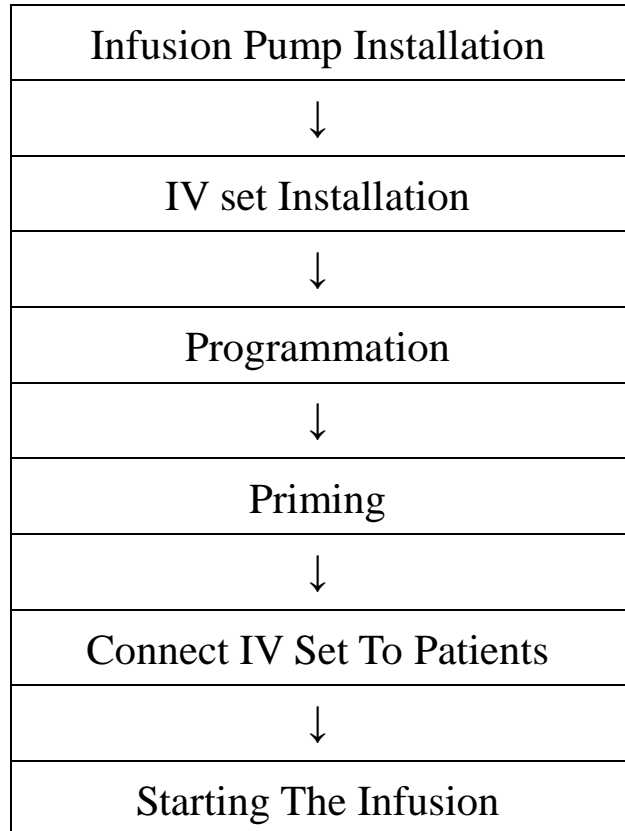 Infusion Pump Installation
↓
IV set Installation
↓
Programmation
↓
Priming
↓
Connect IV Set To Patients
↓
Starting The Infusion